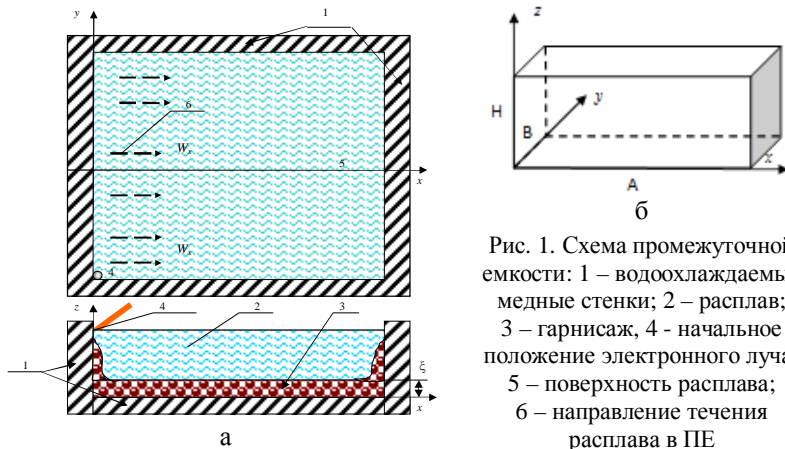 y
1
6
Wx
5
x
Wx
4
z
4
2
3
1
ξ
x
а
z
H
B
y
x
A
б
Рис. 1. Схема промежуточной
емкости: 1 – водоохлаждаемы
медные стенки; 2 – расплав;
3 – гарнисаж, 4 - начальное
положение электронного луча
5 – поверхность расплава;
6 – направление течения
расплава в ПЕ